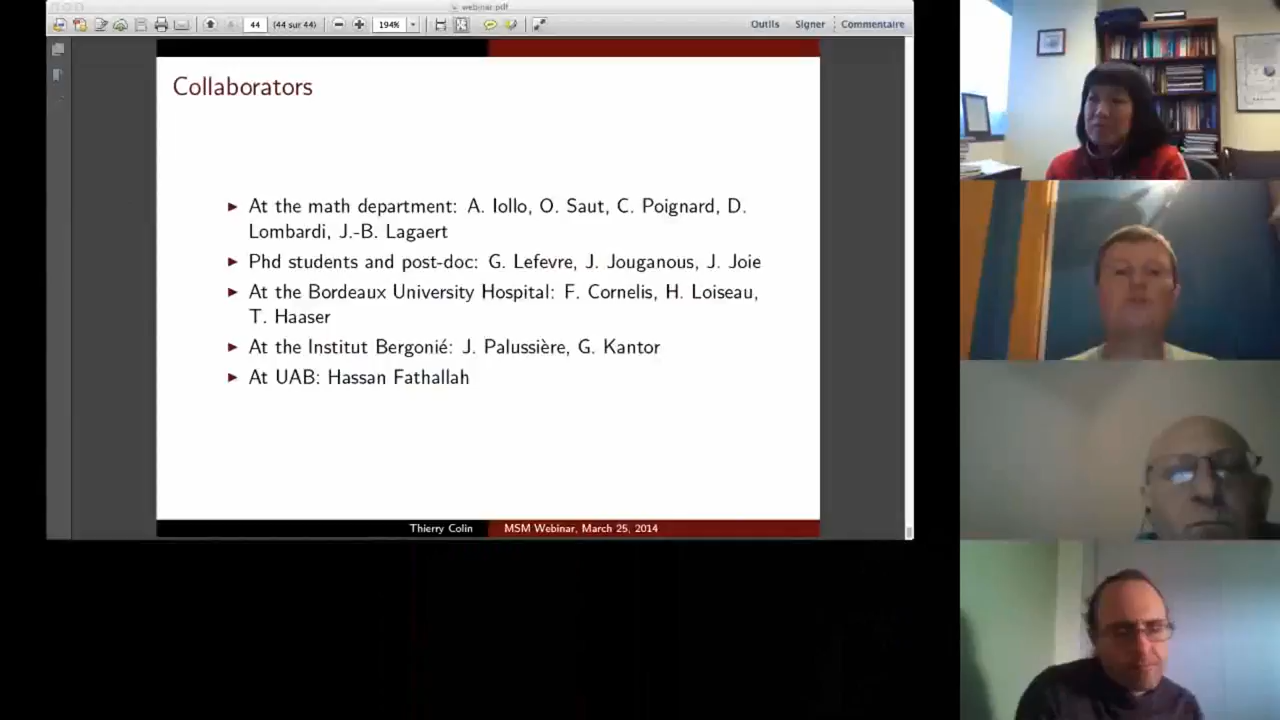 webinar.pdf
44 (44 sur 44) 194% Outils Signer Commentaire
Collaborators
► At the math department: A. Iollo, O. Saut, C. Poignard, D.
Lombardi, J.-B. Lagaert
► Phd students and post-doc: G. Lefevre, J. Jouganous, J. Joie
► At the Bordeaux University Hospital: F. Cornelis, H. Loiseau,
T. Haaser
► At the Institut Bergonié: J. Palussière, G. Kantor
► At UAB: Hassan Fathallah
Thierry Colin MSM Webinar, March 25, 2014